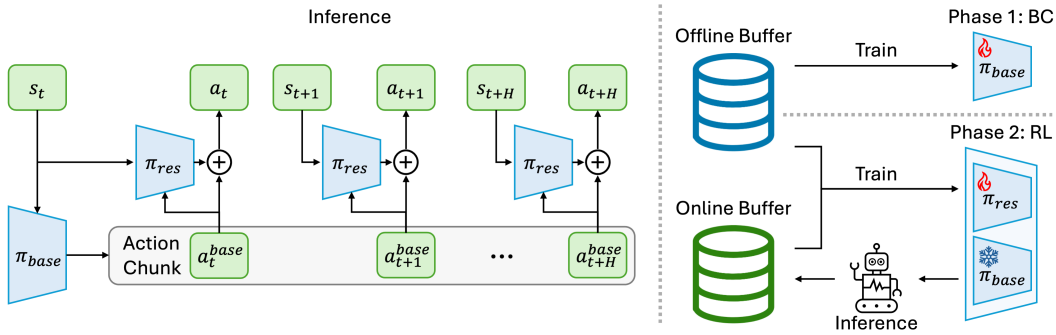 Inference
s_t
a_t
s_{t+1}
a_{t+1}
s_{t+H}
a_{t+H}
π_res
+
π_res
+
π_res
+
π_base
Action
Chunk
a_t^{base}
a_{t+1}^{base}
...
a_{t+H}^{base}
Offline Buffer
Train
Phase 1: BC
π_base
Phase 2: RL
Train
π_res
Online Buffer
π_base
Inference